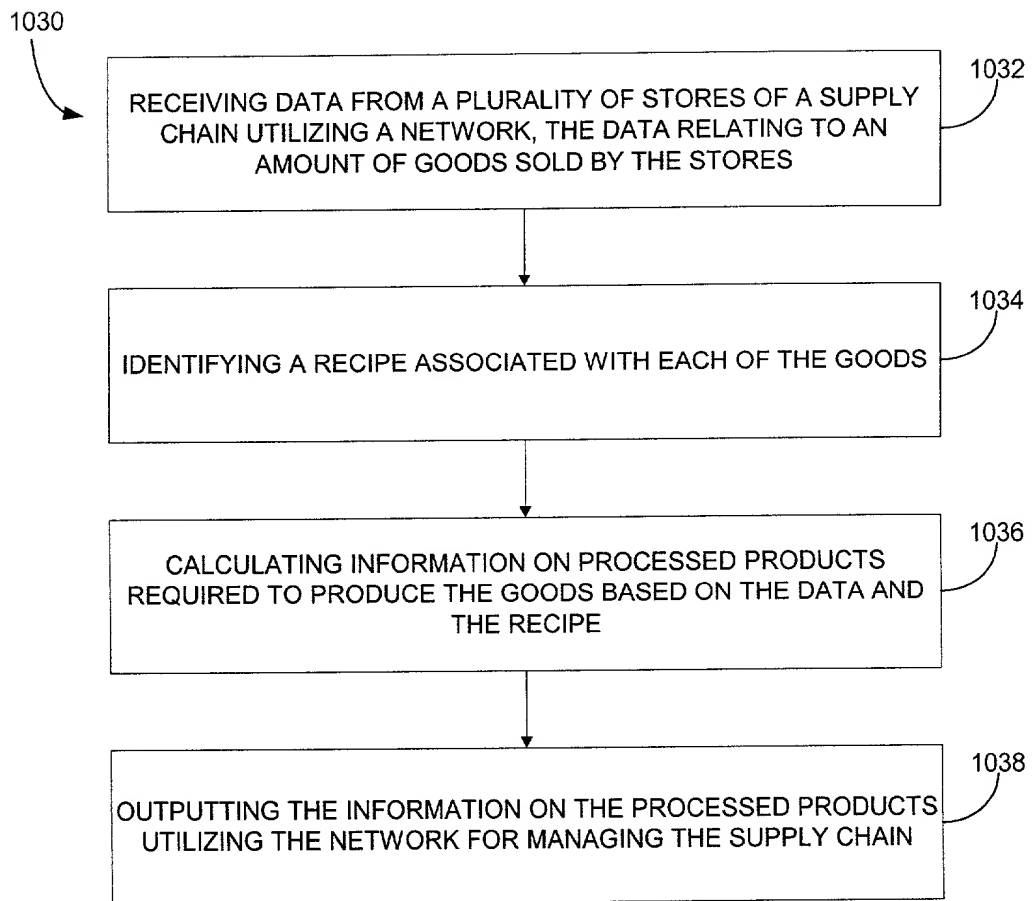 1030
1032
RECEIVING DATA FROM A PLURALITY OF STORES OF A SUPPLY
CHAIN UTILIZING A NETWORK, THE DATA RELATING TO AN
AMOUNT OF GOODS SOLD BY THE STORES
1034
IDENTIFYING A RECIPE ASSOCIATED WITH EACH OF THE GOODS
1036
CALCULATING INFORMATION ON PROCESSED PRODUCTS
REQUIRED TO PRODUCE THE GOODS BASED ON THE DATA AND
THE RECIPE
1038
OUTPUTTING THE INFORMATION ON THE PROCESSED PRODUCTS
UTILIZING THE NETWORK FOR MANAGING THE SUPPLY CHAIN